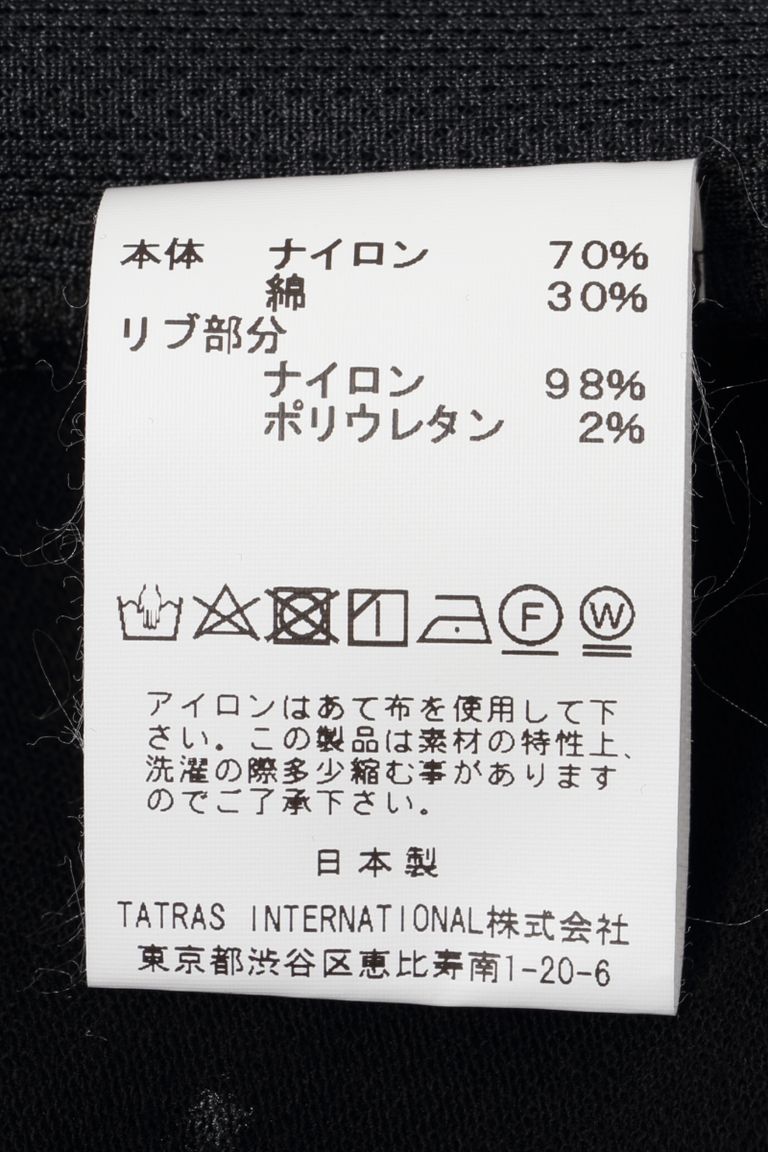 本体 ナイロン 70%
綿 30%
リブ部分
ナイロン 98%
ポリウレタン 2%
F W
アイロンはあて布を使用して下
さい。この製品は素材の特性上、
洗濯の際多少縮む事があります
のでご了承下さい。
日本製
TATRAS INTERNATIONAL株式会社
東京都渋谷区恵比寿南1-20-6